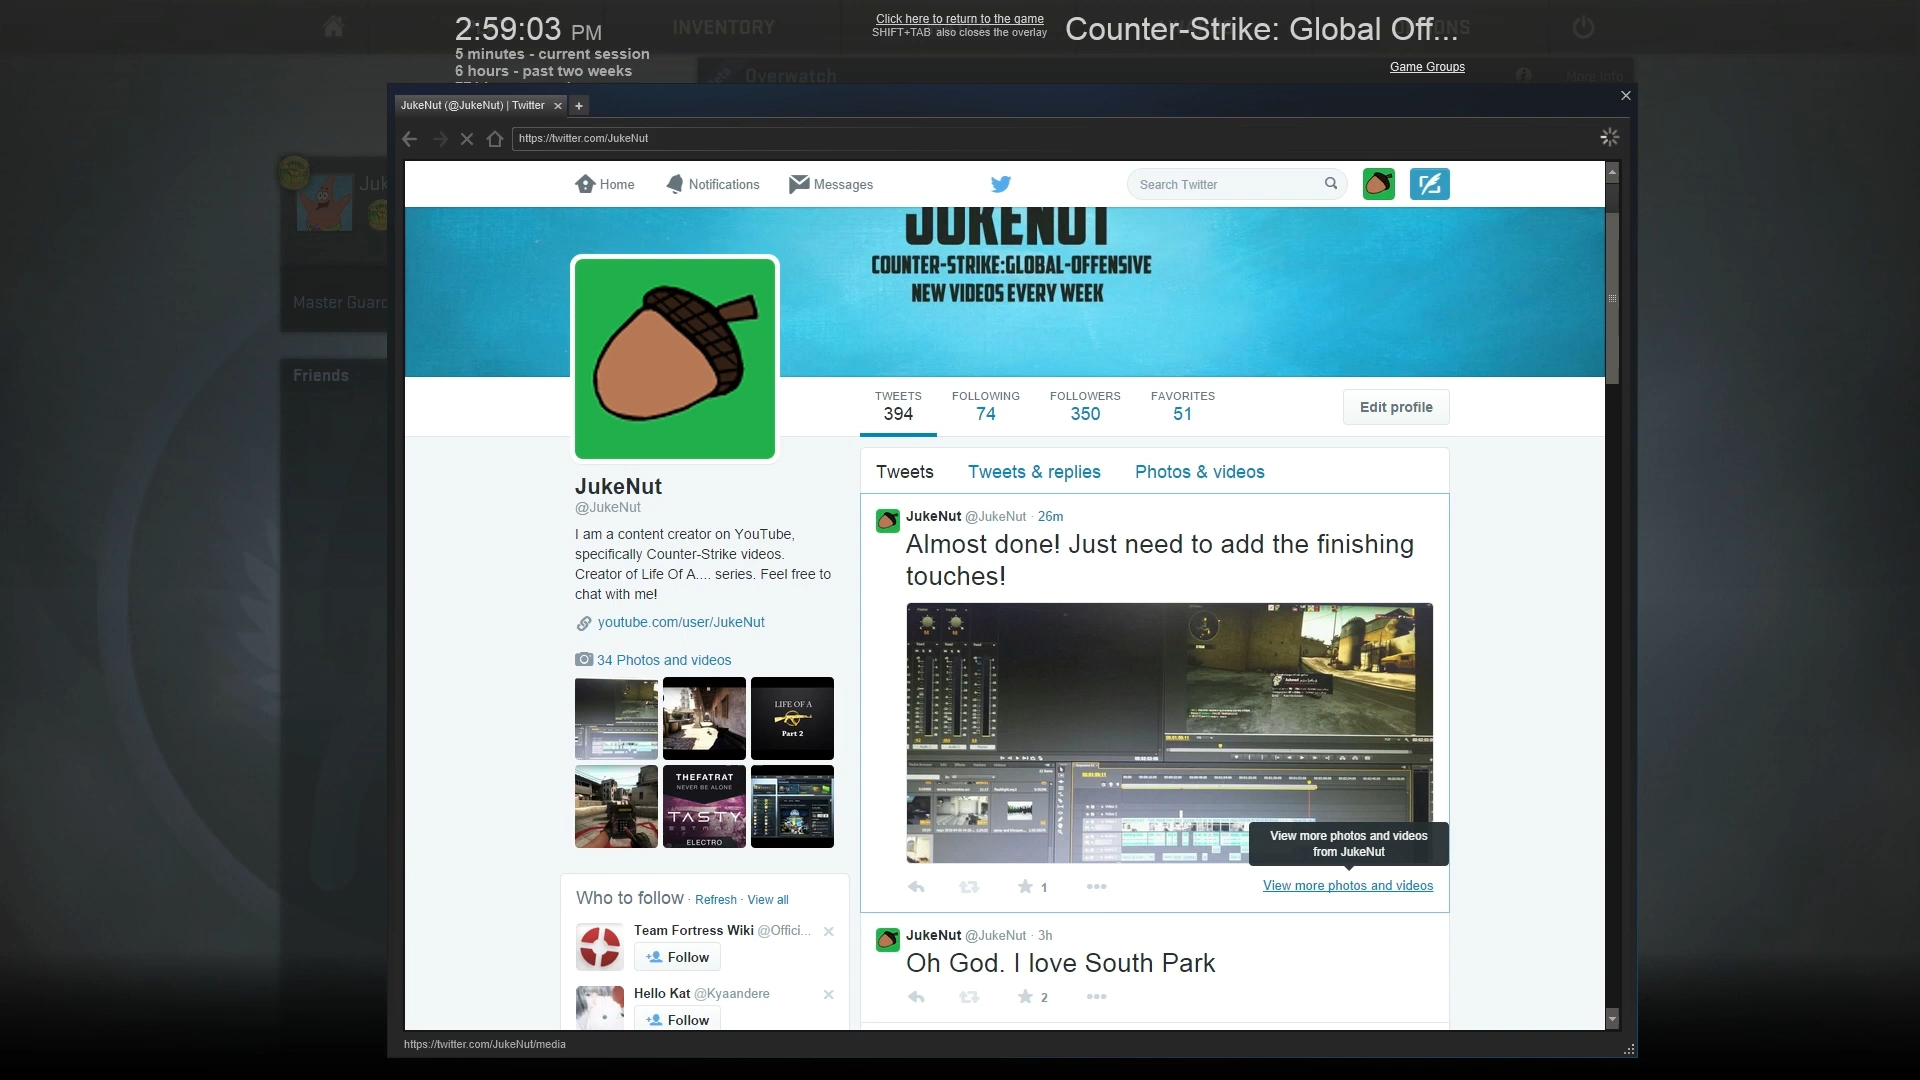 2:59:03 PM
5 minutes - current session
6 hours - past two weeks
INVENTORY
Click here to return to the game
SHIFT+TAB also closes the overlay
Counter-Strike: Global Off...
Game Groups
Overwatch
More Info
JukeNut (@JukeNut) | Twitter
https://twitter.com/JukeNut
Juk
Master Guard
Friends
Home
Notifications
Messages
Search Twitter
JUKENUT
COUNTER-STRIKE:GLOBAL-OFFENSIVE
NEW VIDEOS EVERY WEEK
TWEETS
394
FOLLOWING
74
FOLLOWERS
350
FAVORITES
51
Edit profile
JukeNut
@JukeNut
I am a content creator on YouTube,
specifically Counter-Strike videos.
Creator of Life Of A.... series. Feel free to
chat with me!
youtube.com/user/JukeNut
34 Photos and videos
LIFE OF A
Part 2
THEFATRAT
NEVER BE ALONE
TASTY
ELECTRO
Who to follow · Refresh · View all
Team Fortress Wiki @Offici...
Follow
Hello Kat @Kyaandere
Follow
Tweets
Tweets & replies
Photos & videos
JukeNut @JukeNut · 26m
Almost done! Just need to add the finishing
touches!
View more photos and videos
from JukeNut
1
View more photos and videos
JukeNut @JukeNut · 3h
Oh God. I love South Park
2
https://twitter.com/JukeNut/media